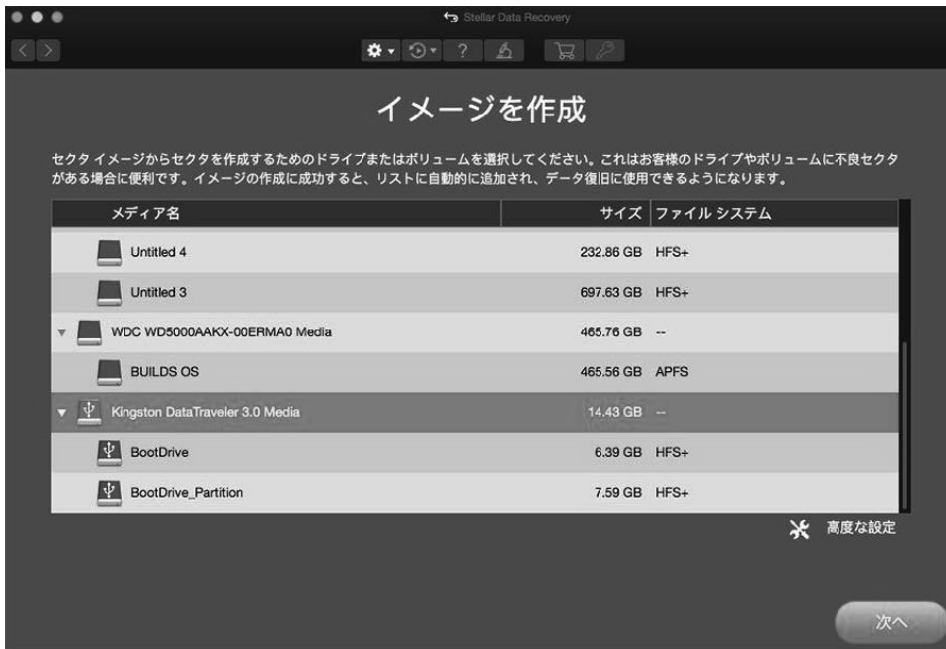 Stellar Data Recovery
?
イメージを作成
セクタ イメージからセクタを作成するためのドライブまたはボリュームを選択してください。これはお客様のドライブやボリュームに不良セクタ
がある場合に便利です。イメージの作成に成功すると、リストに自動的に追加され、データ復旧に使用できるようになります。
メディア名 サイズ ファイル システム
Untitled 4 232.86 GB HFS+
Untitled 3 697.63 GB HFS+
WDC WD5000AAKX-00ERMA0 Media 465.76 GB --
BUILDS OS 465.56 GB APFS
Kingston DataTraveler 3.0 Media 14.43 GB --
BootDrive 6.39 GB HFS+
BootDrive_Partition 7.59 GB HFS+
高度な設定
次へ